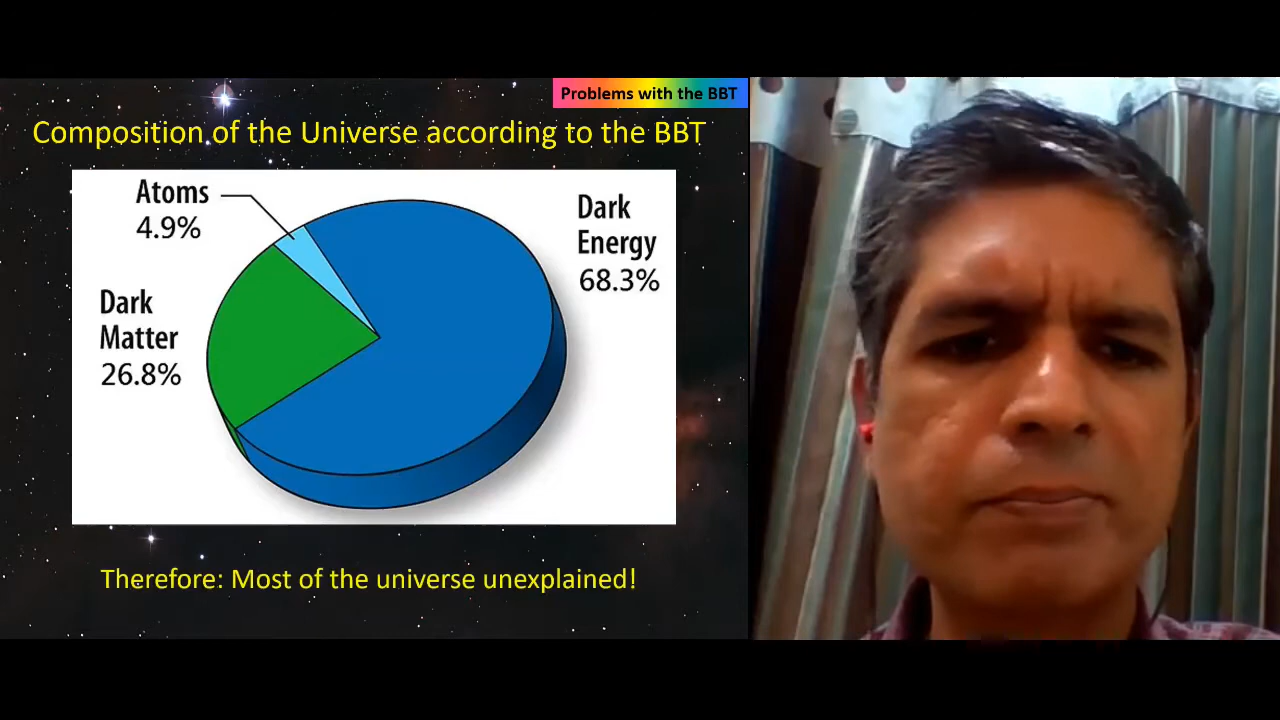 Problems with the BBT
Composition of the Universe according to the BBT
Atoms
4.9%
Dark
Energy
68.3%
Dark
Matter
26.8%
Therefore: Most of the universe unexplained!